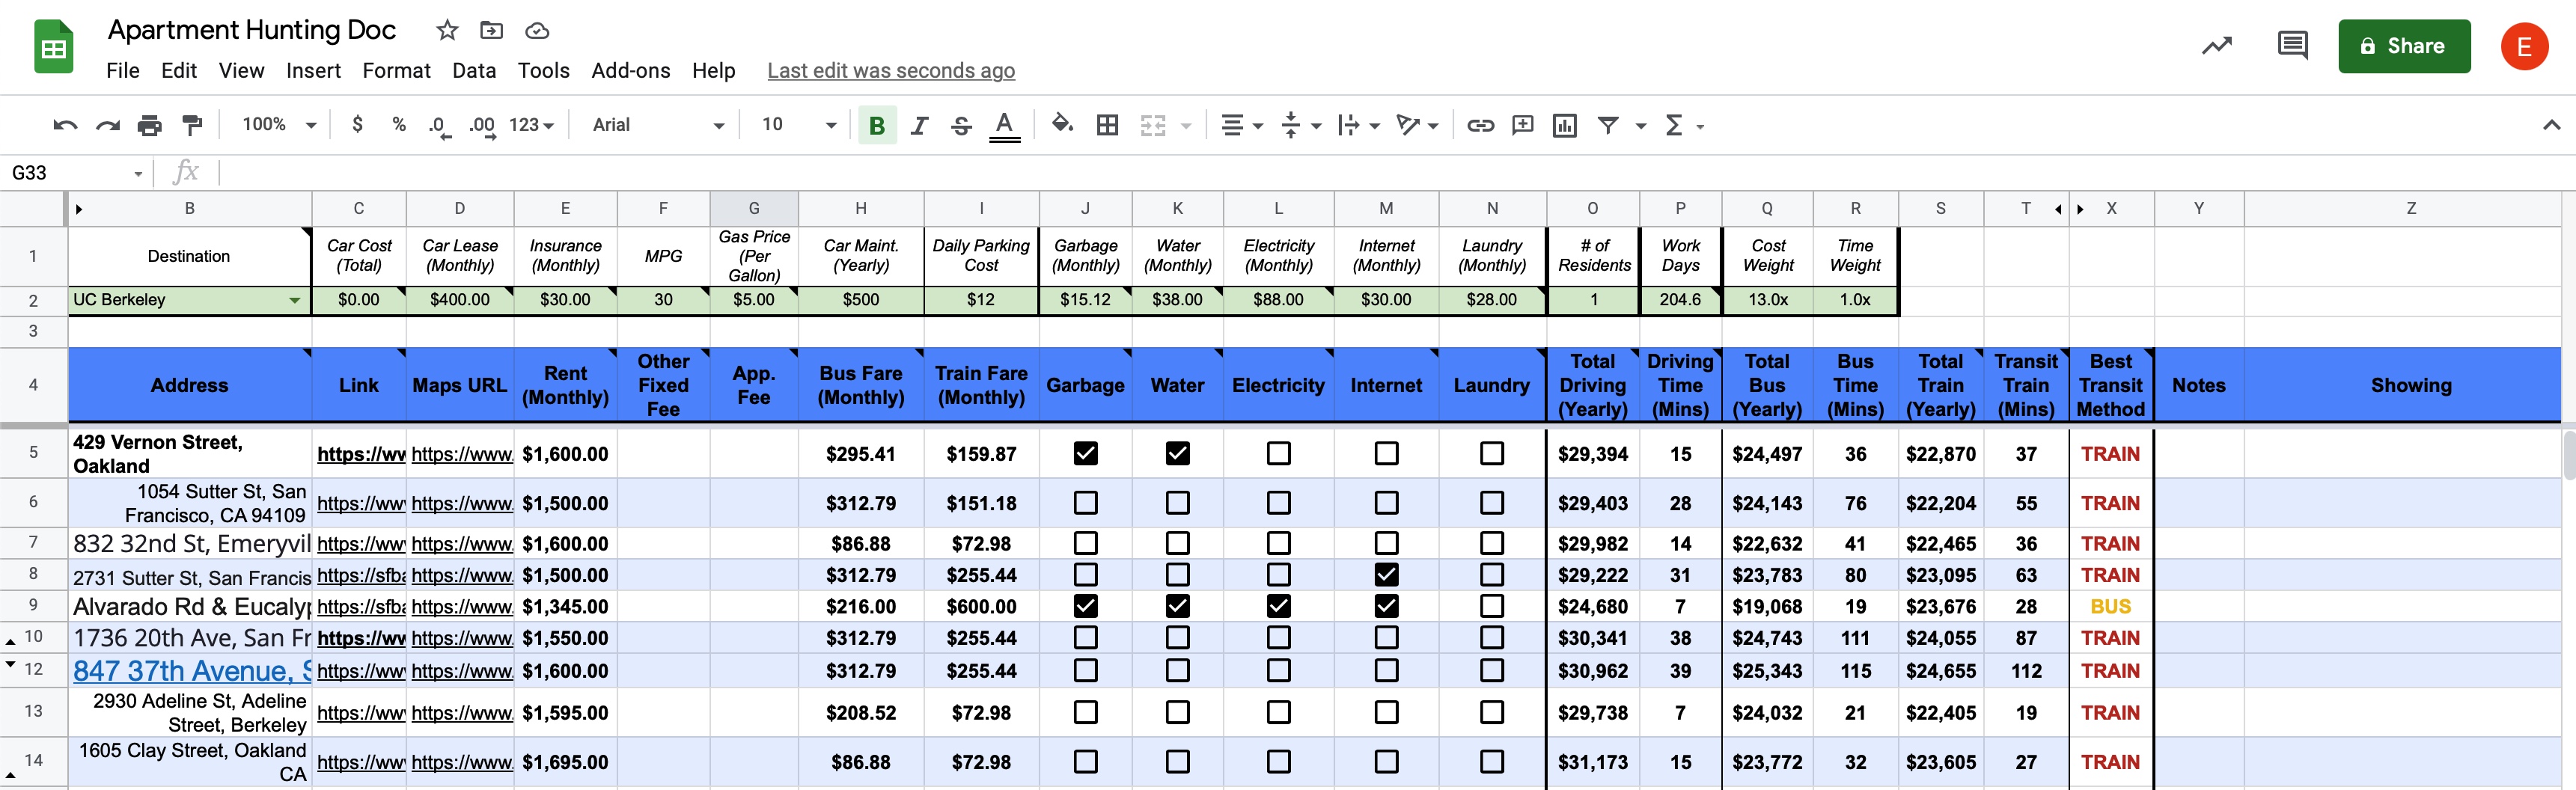 Apartment Hunting Doc
File Edit View Insert Format Data Tools Add-ons Help Last edit was seconds ago
Share
E
100% $ % .0 .00 123 Arial 10 B I S A
G33 fx
B C D E F G H I J K L M N O P Q R S T X Y Z
1 Destination Car Cost (Total) Car Lease (Monthly) Insurance (Monthly) MPG Gas Price (Per Gallon) Car Maint. (Yearly) Daily Parking Cost Garbage (Monthly) Water (Monthly) Electricity (Monthly) Internet (Monthly) Laundry (Monthly) # of Residents Work Days Cost Weight Time Weight
2 UC Berkeley $0.00 $400.00 $30.00 30 $5.00 $500 $12 $15.12 $38.00 $88.00 $30.00 $28.00 1 204.6 13.0x 1.0x
3
4 Address Link Maps URL Rent (Monthly) Other Fixed Fee App. Fee Bus Fare (Monthly) Train Fare (Monthly) Garbage Water Electricity Internet Laundry Total Driving (Yearly) Driving Time (Mins) Total Bus (Yearly) Bus Time (Mins) Total Train (Yearly) Transit Train (Mins) Best Transit Method Notes Showing
5 429 Vernon Street, Oakland https://ww https://www. $1,600.00 $295.41 $159.87 $29,394 15 $24,497 36 $22,870 37 TRAIN
6 1054 Sutter St, San Francisco, CA 94109 https://ww https://www. $1,500.00 $312.79 $151.18 $29,403 28 $24,143 76 $22,204 55 TRAIN
7 832 32nd St, Emeryvil https://ww https://www. $1,600.00 $86.88 $72.98 $29,982 14 $22,632 41 $22,465 36 TRAIN
8 2731 Sutter St, San Francis https://sfba https://www. $1,500.00 $312.79 $255.44 $29,222 31 $23,783 80 $23,095 63 TRAIN
9 Alvarado Rd & Eucalyp https://sfba https://www. $1,345.00 $216.00 $600.00 $24,680 7 $19,068 19 $23,676 28 BUS
10 1736 20th Ave, San Fr https://ww https://www. $1,550.00 $312.79 $255.44 $30,341 38 $24,743 111 $24,055 87 TRAIN
12 847 37th Avenue, S https://ww https://www. $1,600.00 $312.79 $255.44 $30,962 39 $25,343 115 $24,655 112 TRAIN
13 2930 Adeline St, Adeline Street, Berkeley https://ww https://www. $1,595.00 $208.52 $72.98 $29,738 7 $24,032 21 $22,405 19 TRAIN
14 1605 Clay Street, Oakland CA https://ww https://www. $1,695.00 $86.88 $72.98 $31,173 15 $23,772 32 $23,605 27 TRAIN